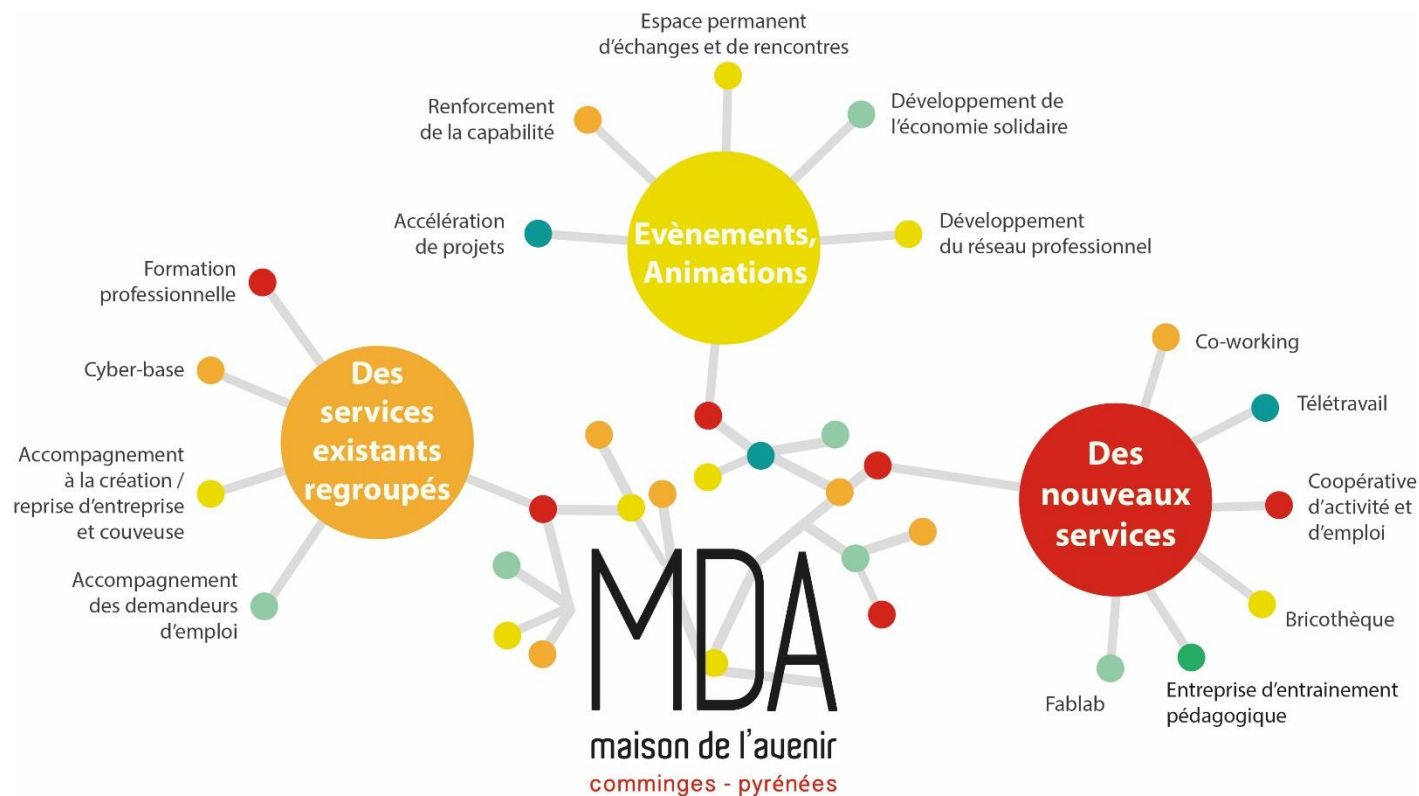 Espace permanent
d'échanges et de rencontres
Renforcement
de la capabilité
Développement de
l'économie solidaire
Accélération
de projets
Evènements,
Animations
Développement
du réseau professionnel
Formation
professionnelle
Cyber-base
Accompagnement
à la création /
reprise d'entreprise
et couveuse
Accompagnement
des demandeurs
d'emploi
Des
services
existants
regroupés
Co-working
Télétravail
Coopérative
d'activité et
d'emploi
Bricothèque
Entreprise d'entrainement
pédagogique
Fablab
Des
nouveaux
services
MDA
maison de l'avenir
comminges - pyrénées